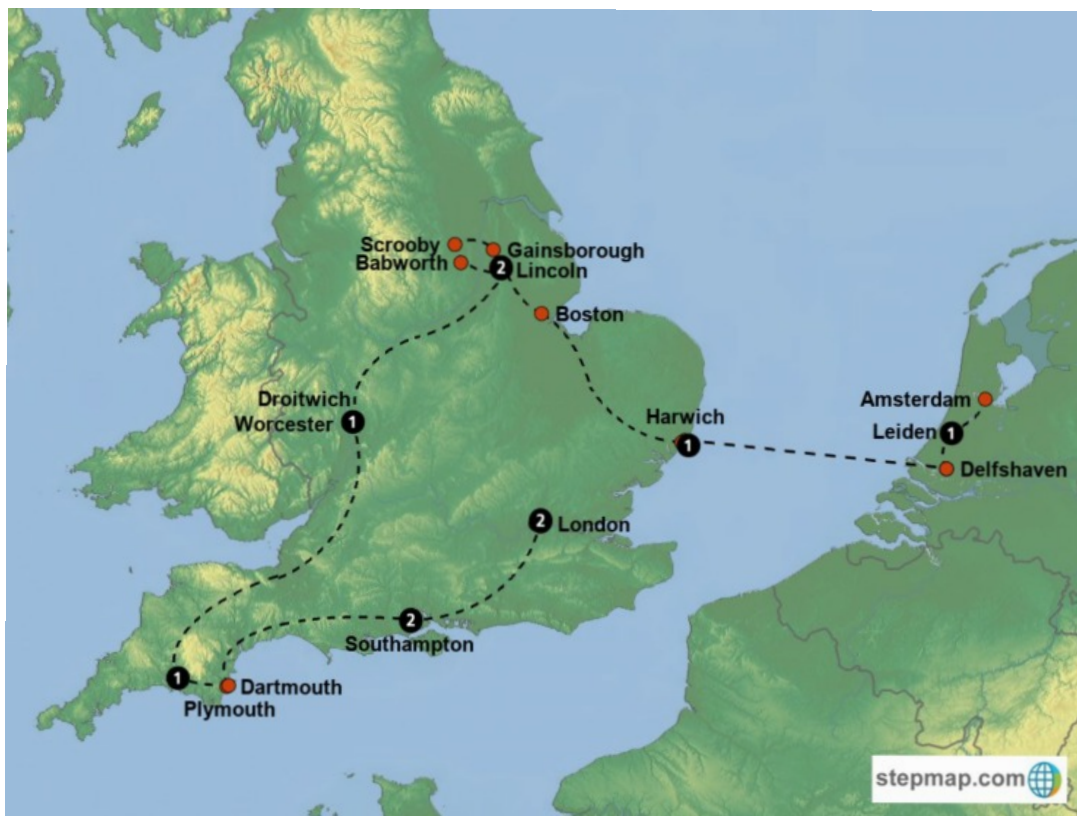 Scrooby
Gainsborough
Babworth
2
Lincoln
Boston
Droitwich
Worcester
1
Harwich
1
Amsterdam
Leiden
1
Delfshaven
2
London
2
Southampton
1
Dartmouth
Plymouth
stepmap.com